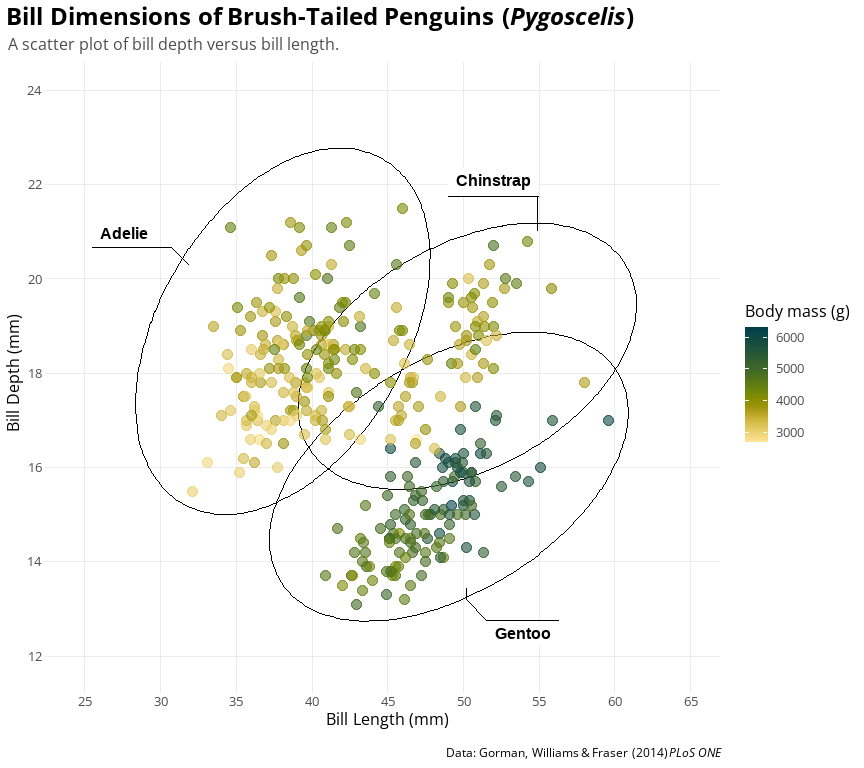 Bill Dimensions of Brush-Tailed Penguins (Pygoscelis)
A scatter plot of bill depth versus bill length.
24
22
20
18
16
14
12
Bill Depth (mm)
Adelie
Chinstrap
Gentoo
25 30 35 40 45 50 55 60 65
Bill Length (mm)
Body mass (g)
6000
5000
4000
3000
Data: Gorman, Williams & Fraser (2014) PLoS ONE